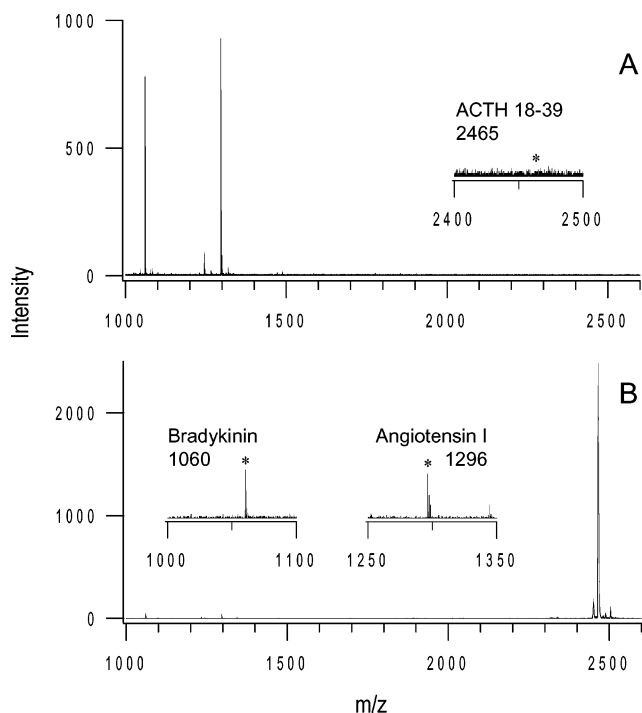 1000
A
ACTH 18-39
2465
*
500
2400 2500
0
1000 1500 2000 2500
Intensity
B
2000
Bradykinin Angiotensin I
1060 * * 1296
1000
1000 1100 1250 1350
0
1000 1500 2000 2500
m/z